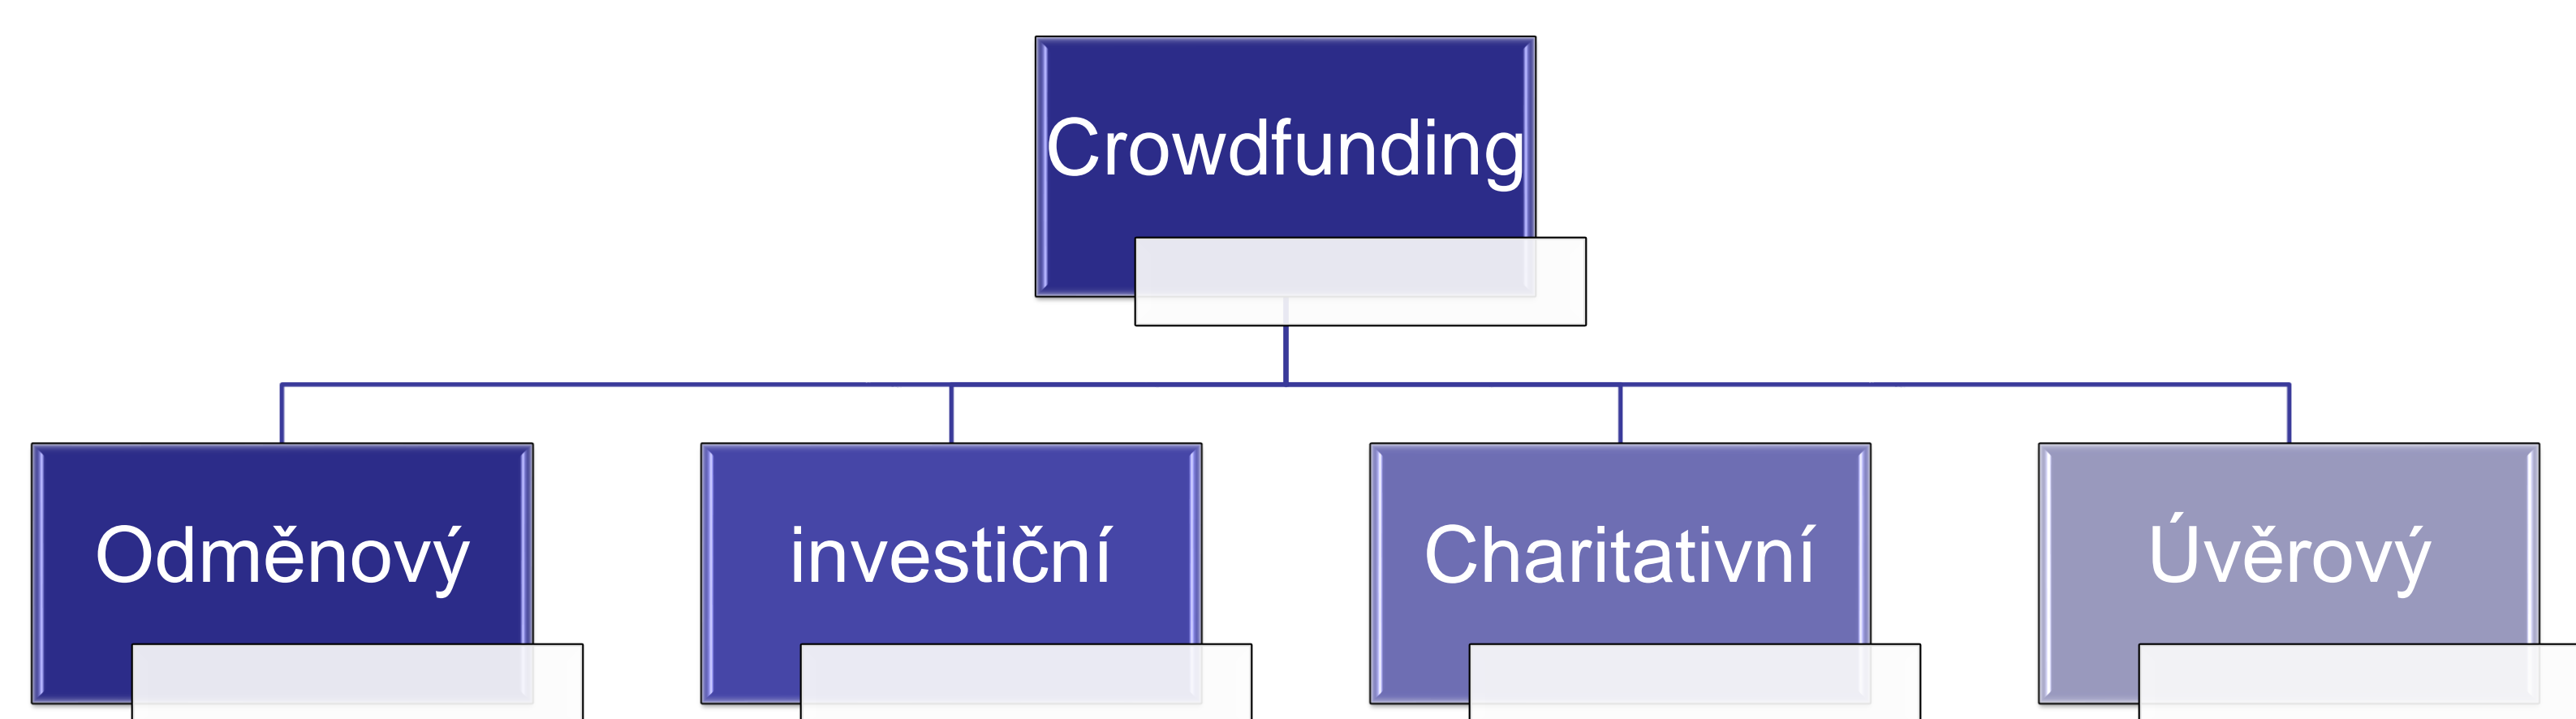 Crowdfunding
Odměnový
investiční
Charitativní
Úvěrový